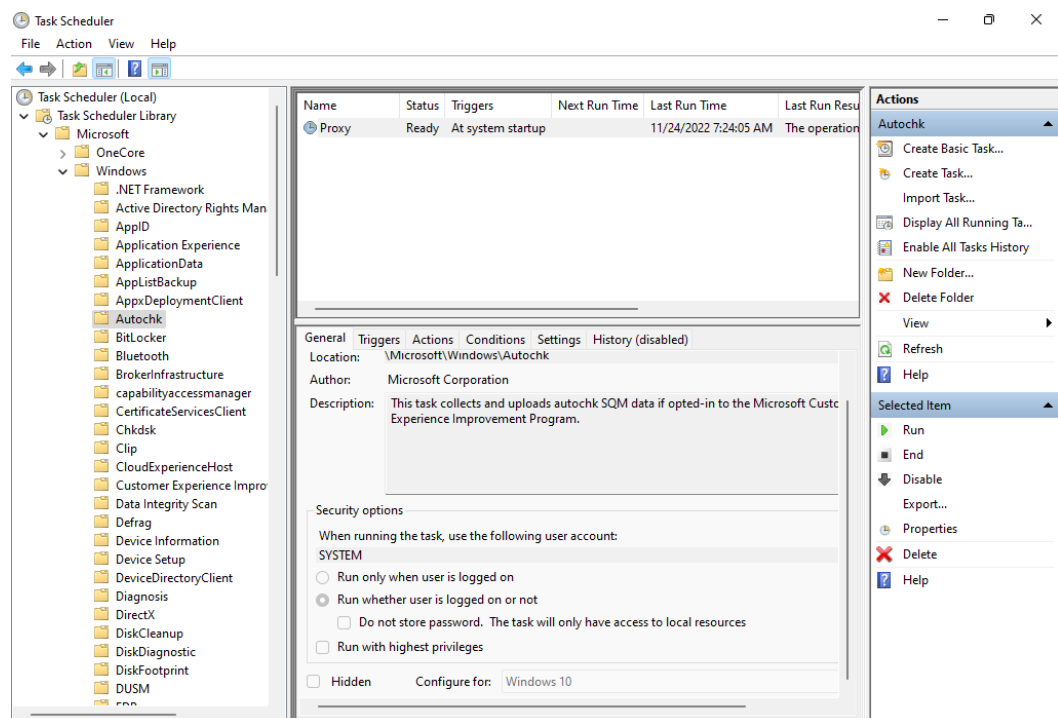 Task Scheduler
File Action View Help
Task Scheduler (Local)
Task Scheduler Library
Microsoft
OneCore
Windows
.NET Framework
Active Directory Rights Man
AppID
Application Experience
ApplicationData
AppListBackup
AppxDeploymentClient
Autochk
BitLocker
Bluetooth
BrokerInfrastructure
capabilityaccessmanager
CertificateServicesClient
Chkdsk
Clip
CloudExperienceHost
Customer Experience Impro
Data Integrity Scan
Defrag
Device Information
Device Setup
DeviceDirectoryClient
Diagnosis
DirectX
DiskCleanup
DiskDiagnostic
DiskFootprint
DUSM
Name Status Triggers Next Run Time Last Run Time Last Run Resu
Proxy Ready At system startup 11/24/2022 7:24:05 AM The operation
General Triggers Actions Conditions Settings History (disabled)
Location: \Microsoft\Windows\Autochk
Author: Microsoft Corporation
Description: This task collects and uploads autochk SQM data if opted-in to the Microsoft Custo
Experience Improvement Program.
Security options
When running the task, use the following user account:
SYSTEM
Run only when user is logged on
Run whether user is logged on or not
Do not store password. The task will only have access to local resources
Run with highest privileges
Hidden Configure for: Windows 10
Actions
Autochk
Create Basic Task...
Create Task...
Import Task...
Display All Running Ta...
Enable All Tasks History
New Folder...
Delete Folder
View
Refresh
Help
Selected Item
Run
End
Disable
Export...
Properties
Delete
Help